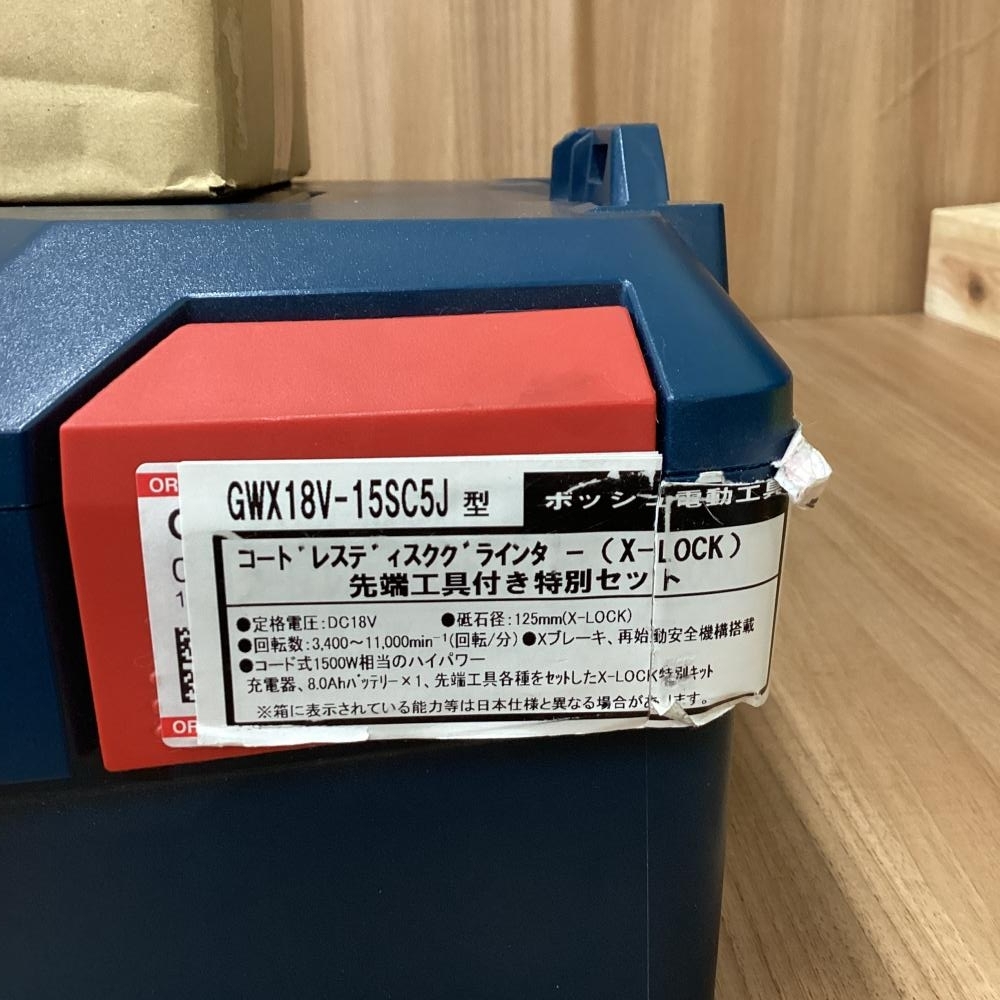 GWX18V-15SC5J 型
ボッシュ電動工具
コードレスディスクグラインダー(X-LOCK)
先端工具付き特別セット
●定格電圧:DC18V ●砥石径:125mm(X-LOCK)
●回転数:3,400～11,000min⁻¹(回転/分) ●Xブレーキ、再始動安全機構搭載
●コード式1500W相当のハイパワー
充電器、8.0Ahバッテリー×1、先端工具各種をセットしたX-LOCK特別キット
※箱に表示されている能力等は日本仕様と異なる場合があります。